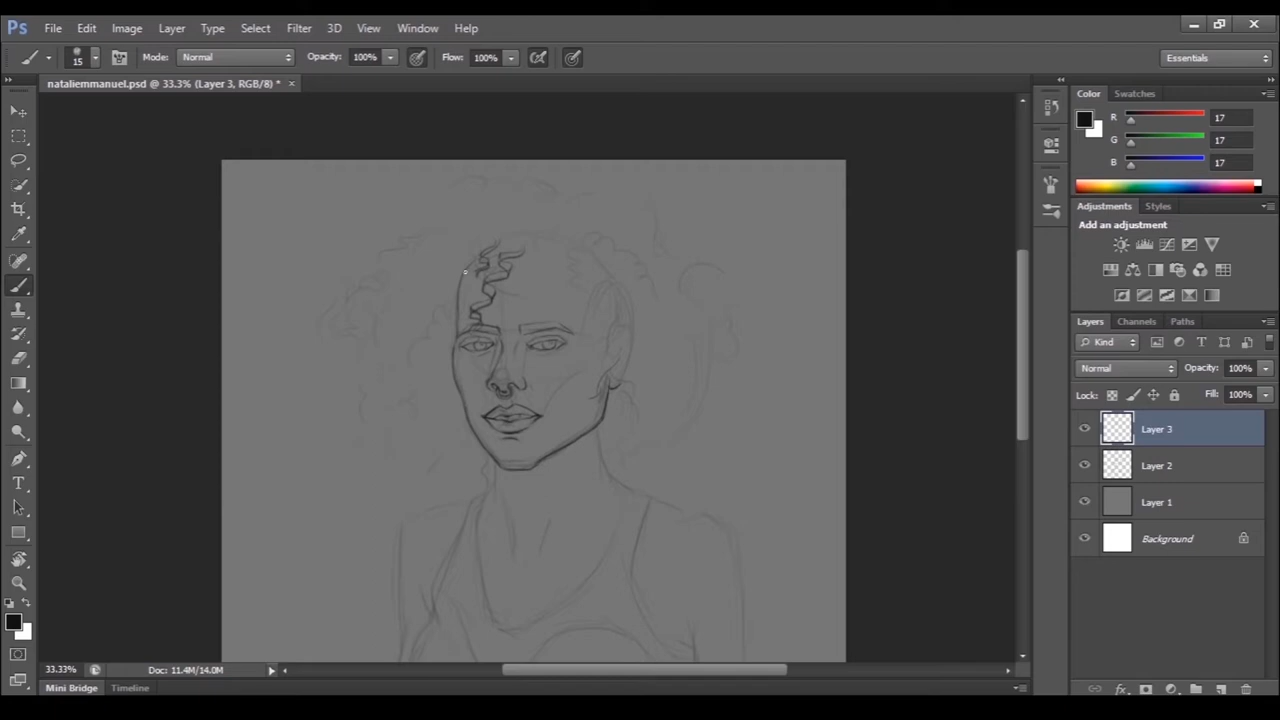 Ps File Edit Image Layer Type Select Filter 3D View Window Help
15 Mode: Normal Opacity: 100% Flow: 100% Essentials
nataliemmanuel.psd @ 33.3% (Layer 3, RGB/8) *
Color Swatches
R 17
G 17
B 17
Adjustments Styles
Add an adjustment
Layers Channels Paths
Kind
Normal Opacity: 100%
Lock: Fill: 100%
Layer 3
Layer 2
Layer 1
Background
33.33% Doc: 11.4M/14.0M
Mini Bridge Timeline